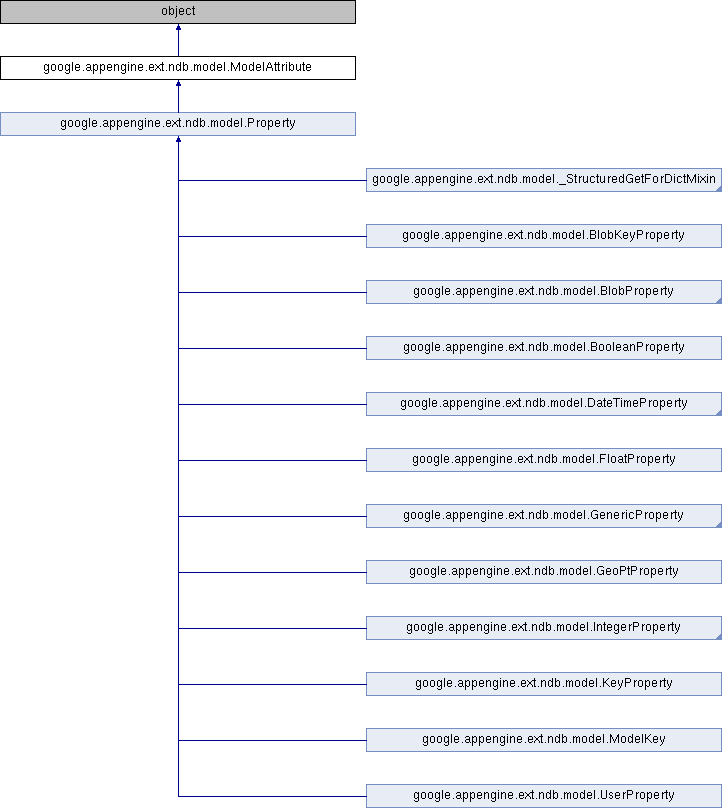 object
google.appengine.ext.ndb.model.ModelAttribute
google.appengine.ext.ndb.model.Property
google.appengine.ext.ndb.model._StructuredGetForDictMixin
google.appengine.ext.ndb.model.BlobKeyProperty
google.appengine.ext.ndb.model.BlobProperty
google.appengine.ext.ndb.model.BooleanProperty
google.appengine.ext.ndb.model.DateTimeProperty
google.appengine.ext.ndb.model.FloatProperty
google.appengine.ext.ndb.model.GenericProperty
google.appengine.ext.ndb.model.GeoPtProperty
google.appengine.ext.ndb.model.IntegerProperty
google.appengine.ext.ndb.model.KeyProperty
google.appengine.ext.ndb.model.ModelKey
google.appengine.ext.ndb.model.UserProperty